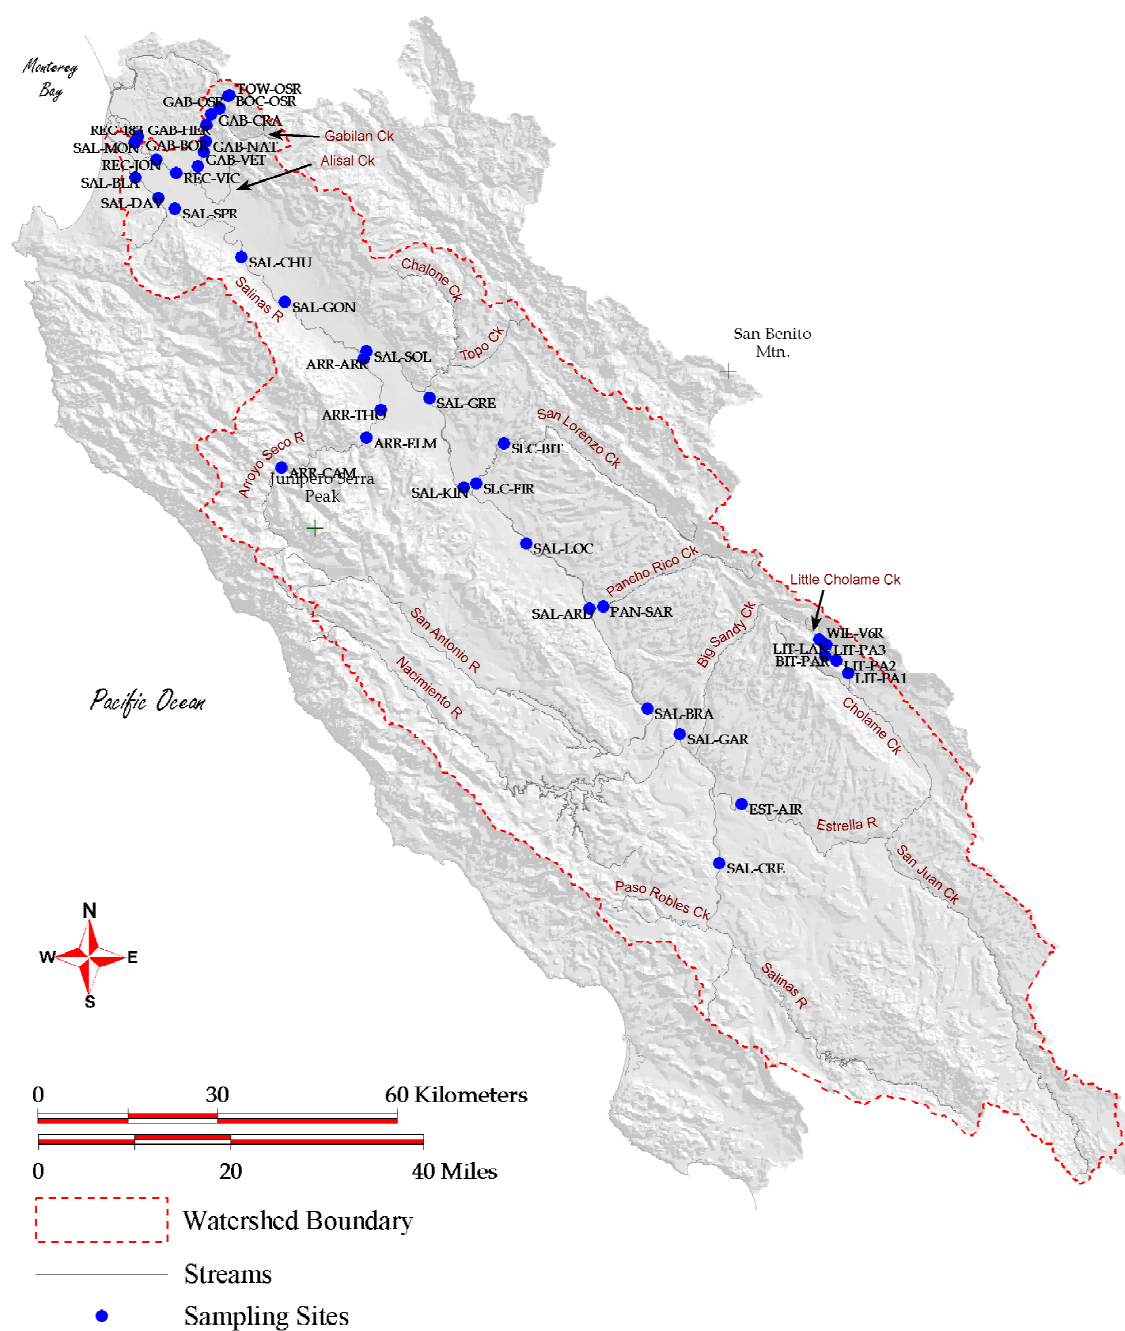 Monterey
Bay
TOW-OSR
GAB-OSR
BOC-OSR
GAB-CRA
REC-183
GAB-HER
Gabilan Ck
SAL-MON
GAB-BOR
GAB-NAT
Alisal Ck
REC-JON
GAB-VET
SAL-BLA
REC-VIC
SAL-DAV
SAL-SPR
SAL-CHU
Chalone Ck
Salinas R
SAL-GON
San Benito
Mtn.
Topo Ck
SAL-SOL
ARR-ARR
SAL-GRE
ARR-THO
San Lorenzo Ck
ARR-ELM
SLC-BIT
Arroyo Seco R
ARR-CAM
Junipero Serra
Peak
SAL-KIN
SLC-FIR
SAL-LOC
Pancho Rico Ck
Little Cholame Ck
SAL-ARD
PAN-SAR
Big Sandy Ck
WIL-V6R
San Antonio R
LIT-LAK
LIT-PA3
BIT-PAR
LIT-PA2
LIT-PA1
Nacimiento R
Pacific Ocean
SAL-BRA
Cholame Ck
SAL-GAR
EST-AIR
Estrella R
SAL-CRE
San Juan Ck
Paso Robles Ck
N
W
E
S
Salinas R
0
30
60 Kilometers
0
20
40 Miles
Watershed Boundary
Streams
Sampling Sites